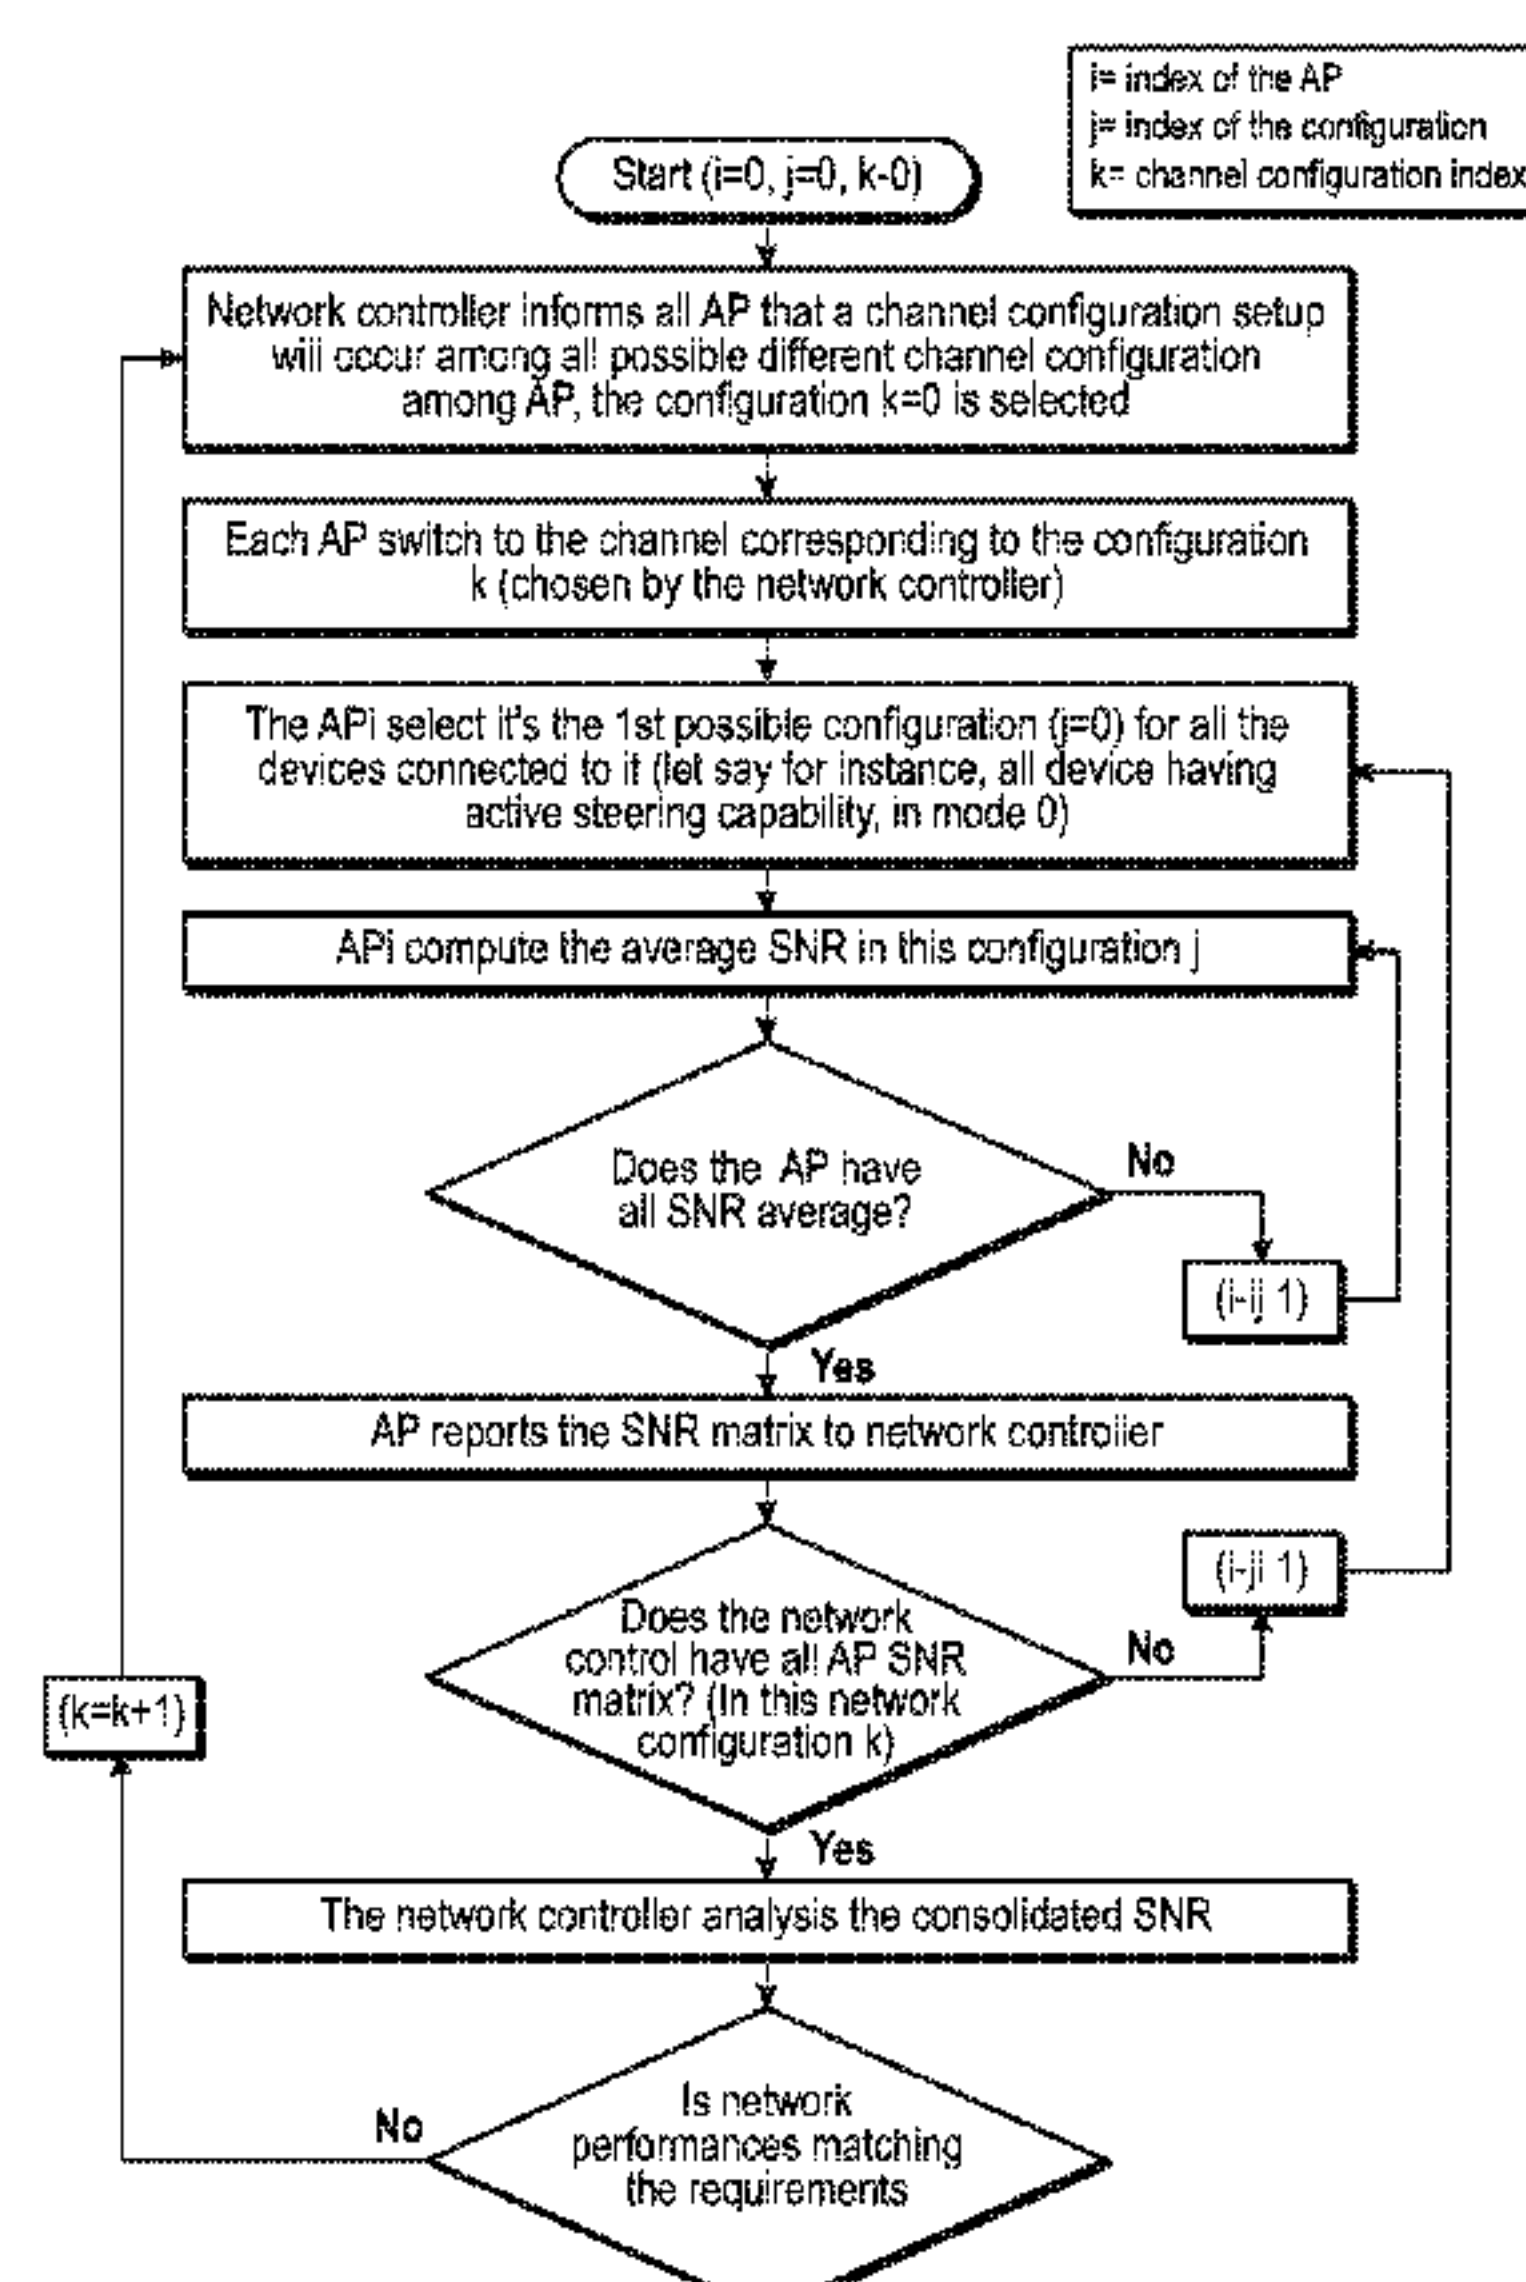 i= index of the AP
j= index of the configuration
k= channel configuration index
Start (i=0, j=0, k-0)
Network controller informs all AP that a channel configuration setup
will occur among all possible different channel configuration
among AP, the configuration k=0 is selected
Each AP switch to the channel corresponding to the configuration
k (chosen by the network controller)
The APi select it's the 1st possible configuration (j=0) for all the
devices connected to if (let say for instance, all device having
active steering capability, in mode 0)
APi compute the average SNR in this configuration j
Does the AP have
all SNR average?
No
(i-ij 1)
Yes
AP reports the SNR matrix to network controller
Does the network
control have all AP SNR
matrix? (In this network
configuration k)
No
(i-ji 1)
(k=k+1)
Yes
The network controller analysis the consolidated SNR
Is network
performances matching
the requirements
No